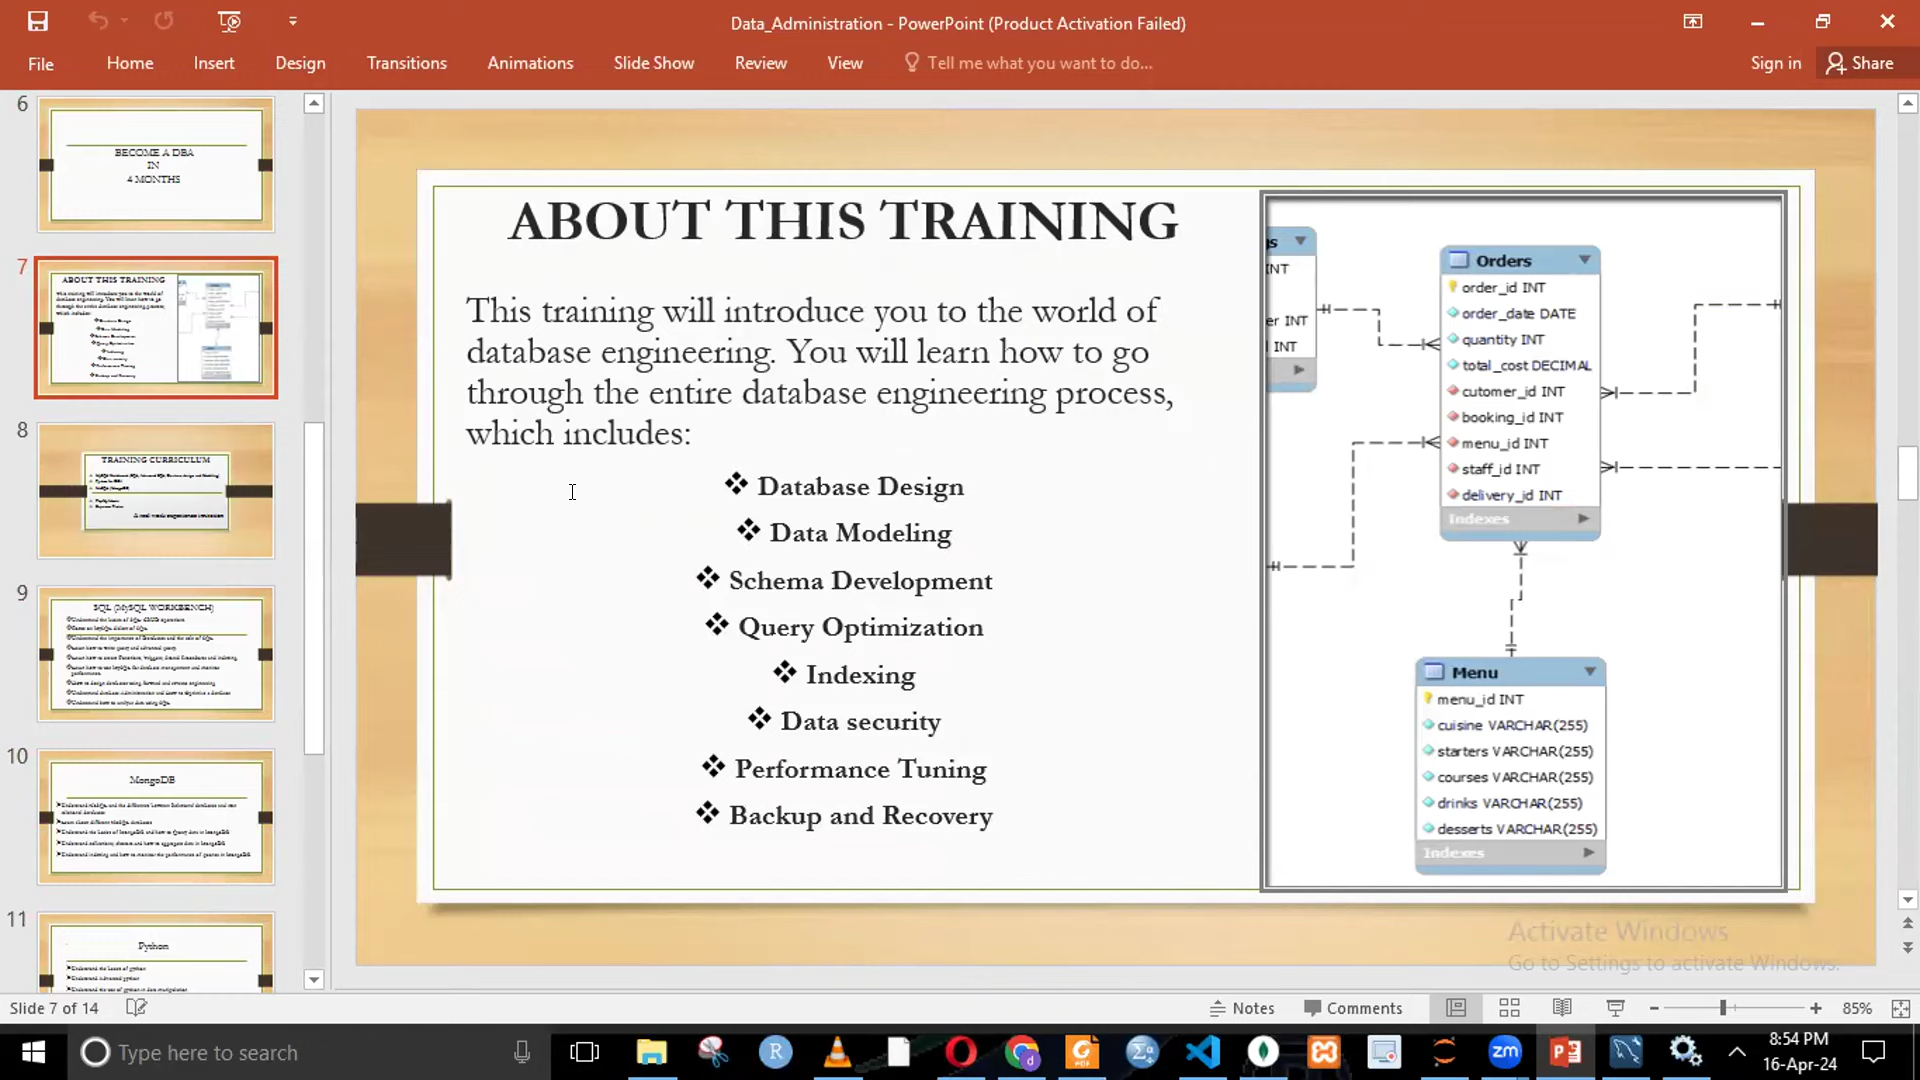 Data_Administration - PowerPoint (Product Activation Failed)
File Home Insert Design Transitions Animations Slide Show Review View Tell me what you want to do... Sign in Share
6
BECOME A DBA
IN
4 MONTHS
7
ABOUT THIS TRAINING
8
TRAINING CURRICULUM
9
SQL (MySQL WORKBENCH)
10
MongoDB
11
Python
ABOUT THIS TRAINING
This training will introduce you to the world of
database engineering. You will learn how to go
through the entire database engineering process,
which includes:
❖ Database Design
❖ Data Modeling
❖ Schema Development
❖ Query Optimization
❖ Indexing
❖ Data security
❖ Performance Tuning
❖ Backup and Recovery
gs
INT
er INT
INT
Orders
order_id INT
order_date DATE
quantity INT
total_cost DECIMAL
cutomer_id INT
booking_id INT
menu_id INT
staff_id INT
delivery_id INT
Indexes
Menu
menu_id INT
cuisine VARCHAR(255)
starters VARCHAR(255)
courses VARCHAR(255)
drinks VARCHAR(255)
desserts VARCHAR(255)
Indexes
Activate Windows
Go to Settings to activate Windows.
Slide 7 of 14 Notes Comments 85%
Type here to search
8:54 PM
16-Apr-24